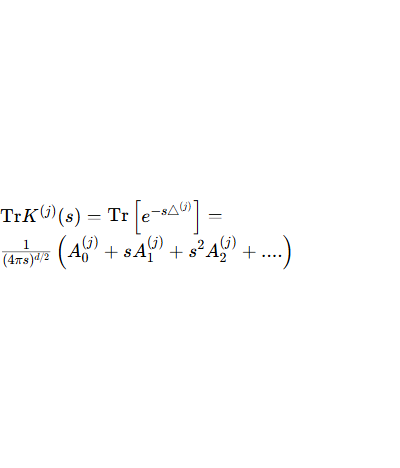 TrK^{(j)}(s) = Tr [e^{-s△^{(j)}}] =
\frac{1}{(4πs)^{d/2}} (A_0^{(j)} + sA_1^{(j)} + s^2A_2^{(j)} + ....)